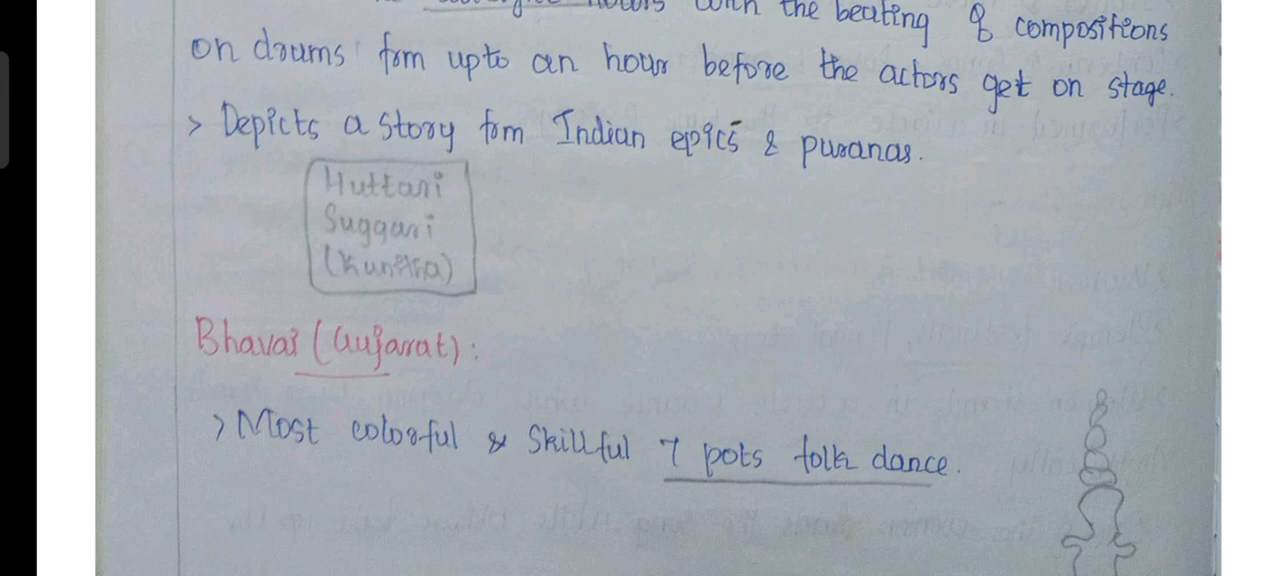 with the beating of compositions
on drums from upto an hour before the actors get on stage.
> Depicts a story from Indian epics & puranas.
Huttari
Suggari
Bhavai (Gujarat):
> Most colorful & Skillful 7 pots folk dance.